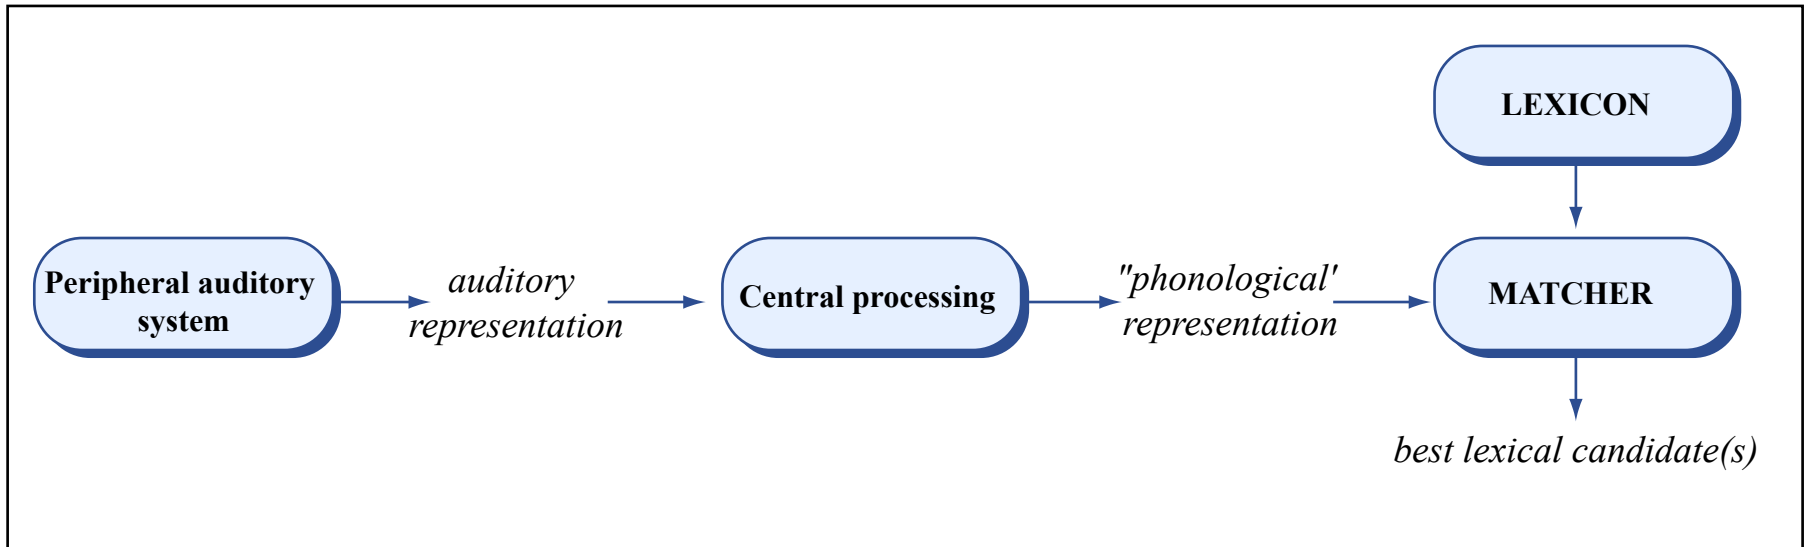 LEXICON
Peripheral auditory
system
auditory
representation
Central processing
"phonological'
representation
MATCHER
best lexical candidate(s)